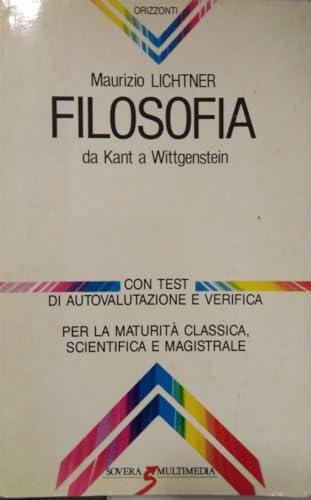 ORIZZONTI
Maurizio LICHTNER
FILOSOFIA
da Kant a Wittgenstein
CON TEST
DI AUTOVALUTAZIONE E VERIFICA
PER LA MATURITÀ CLASSICA,
SCIENTIFICA E MAGISTRALE
SOVERA MULTIMEDIA